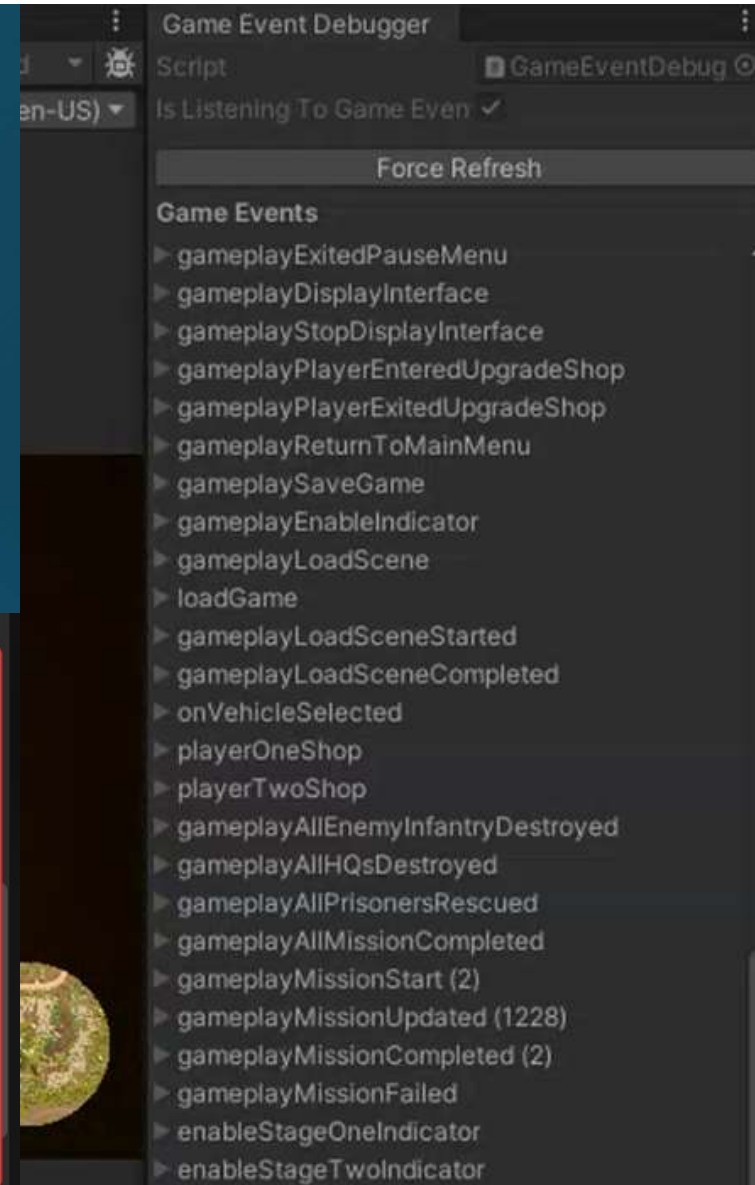 Game Event Debugger
Script GameEventDebug
en-US) Is Listening To Game Even
Force Refresh
Game Events
gameplayExitedPauseMenu
gameplayDisplayInterface
gameplayStopDisplayInterface
gameplayPlayerEnteredUpgradeShop
gameplayPlayerExitedUpgradeShop
gameplayReturnToMainMenu
gameplaySaveGame
gameplayEnableIndicator
gameplayLoadScene
loadGame
gameplayLoadSceneStarted
gameplayLoadSceneCompleted
onVehicleSelected
playerOneShop
playerTwoShop
gameplayAllEnemyInfantryDestroyed
gameplayAllHQsDestroyed
gameplayAllPrisonersRescued
gameplayAllMissionCompleted
gameplayMissionStart (2)
gameplayMissionUpdated (1228)
gameplayMissionCompleted (2)
gameplayMissionFailed
enableStageOneIndicator
enableStageTwoIndicator